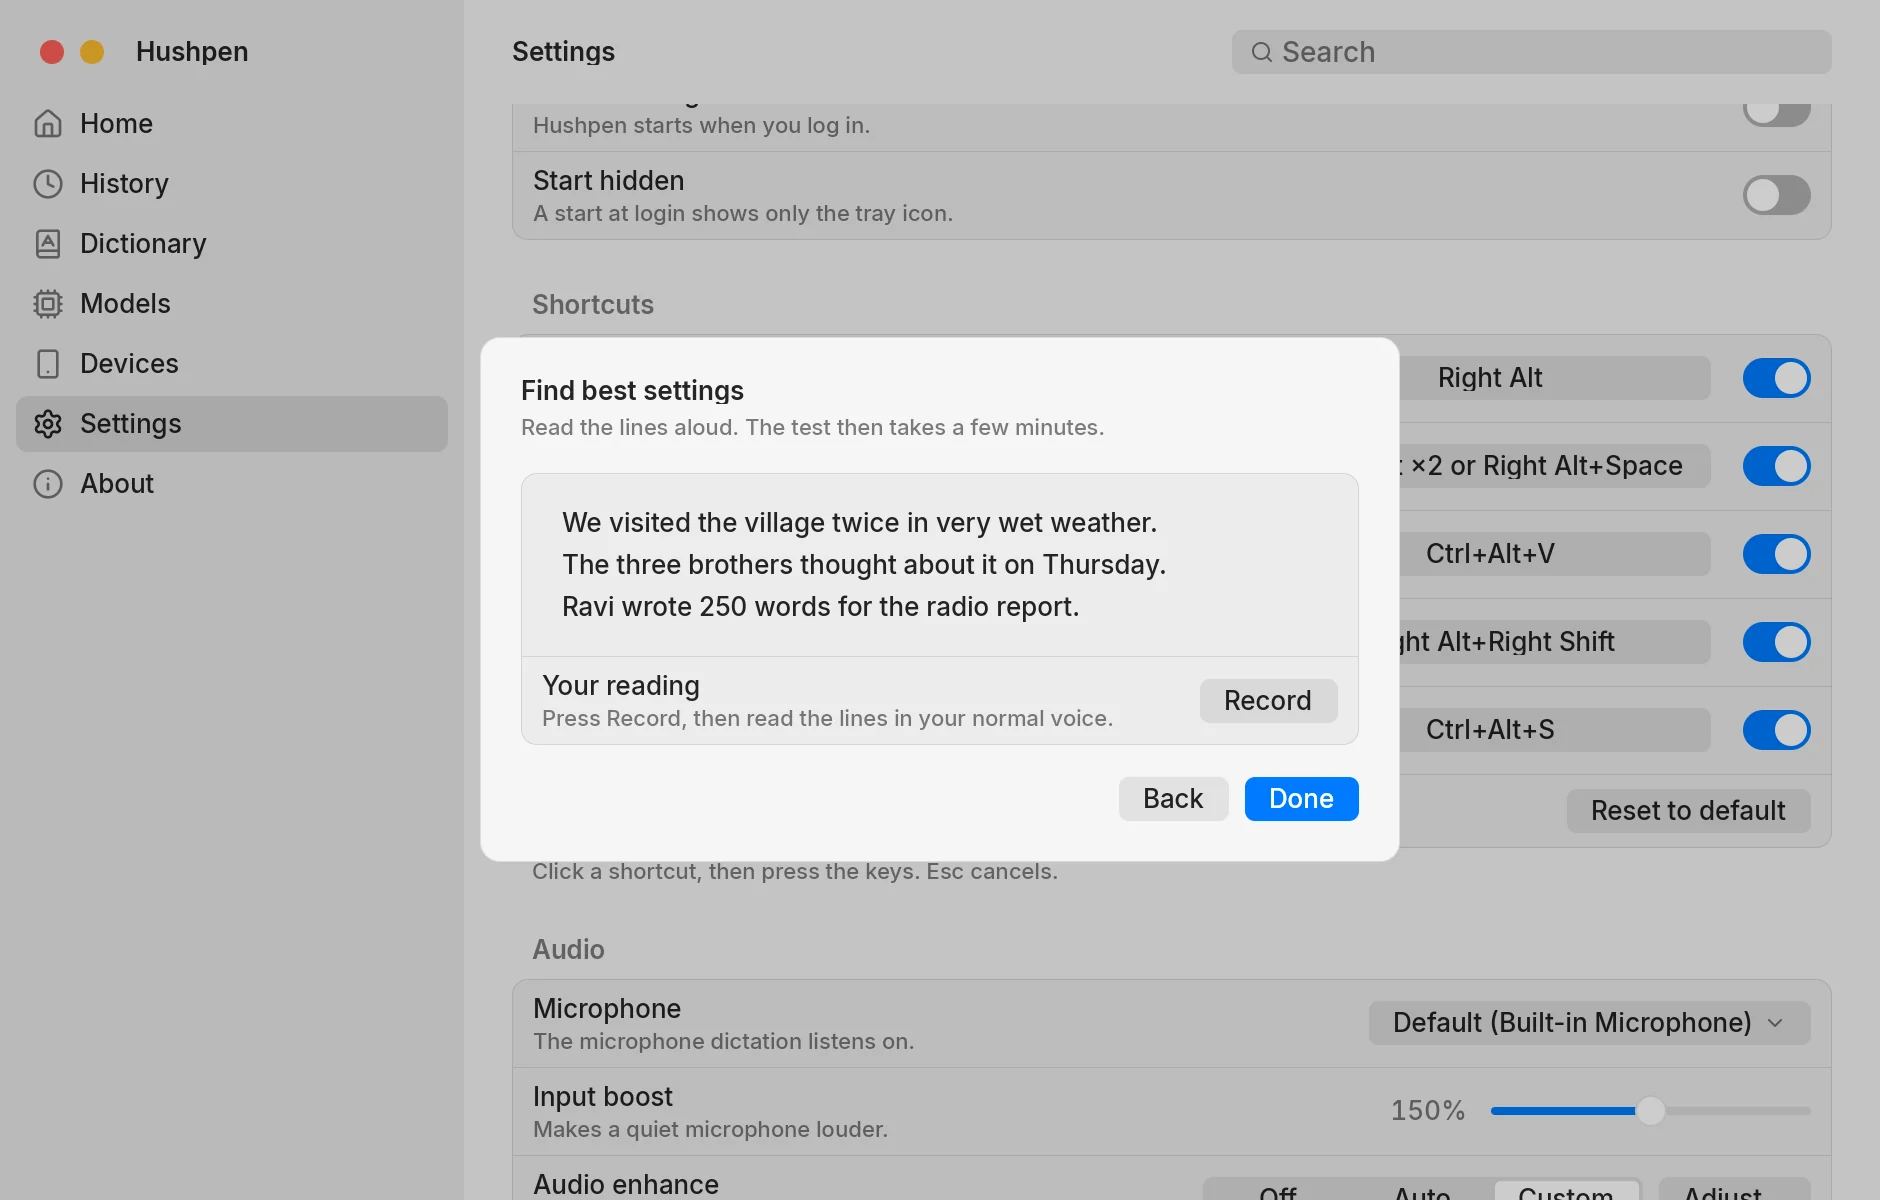 Hushpen
Home
History
Dictionary
Models
Devices
Settings
About
Settings
Search
Hushpen starts when you log in.
Start hidden
A start at login shows only the tray icon.
Shortcuts
Right Alt
×2 or Right Alt+Space
Ctrl+Alt+V
Alt+Right Shift
Ctrl+Alt+S
Reset to default
Find best settings
Read the lines aloud. The test then takes a few minutes.
We visited the village twice in very wet weather.
The three brothers thought about it on Thursday.
Ravi wrote 250 words for the radio report.
Your reading
Press Record, then read the lines in your normal voice.
Record
Back
Done
Click a shortcut, then press the keys. Esc cancels.
Audio
Microphone
The microphone dictation listens on.
Default (Built-in Microphone)
Input boost
Makes a quiet microphone louder.
150%
Audio enhance
Off
Auto
Custom
Adjust